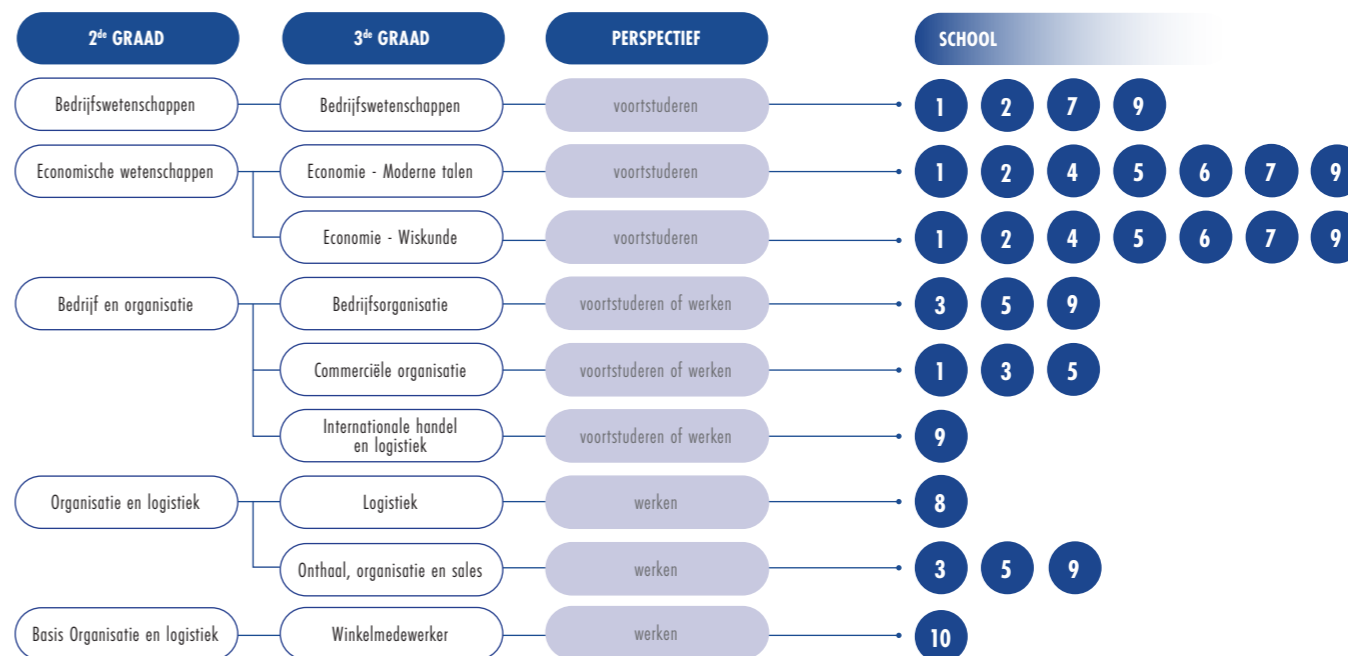 2de GRAAD 3de GRAAD PERSPECTIEF SCHOOL
Bedrijfswetenschappen Bedrijfswetenschappen voortstuderen 1 2 7 9
Economische wetenschappen Economie - Moderne talen voortstuderen 1 2 4 5 6 7 9
Economie - Wiskunde voortstuderen 1 2 4 5 6 7 9
Bedrijf en organisatie Bedrijfsorganisatie voortstuderen of werken 3 5 9
Commerciële organisatie voortstuderen of werken 1 3 5
Internationale handel
en logistiek voortstuderen of werken 9
Organisatie en logistiek Logistiek werken 8
Onthaal, organisatie en sales werken 3 5 9
Basis Organisatie en logistiek Winkelmedewerker werken 10